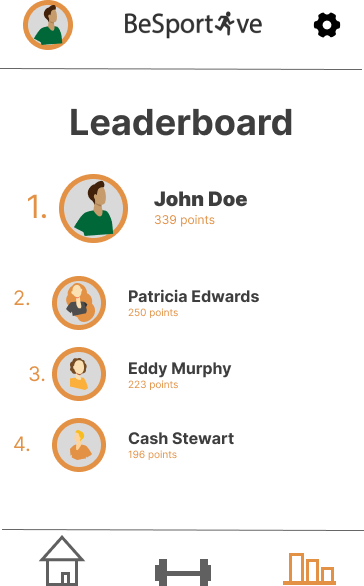 BeSportive
Leaderboard
1.
John Doe
339 points
2.
Patricia Edwards
250 points
3.
Eddy Murphy
223 points
4.
Cash Stewart
196 points